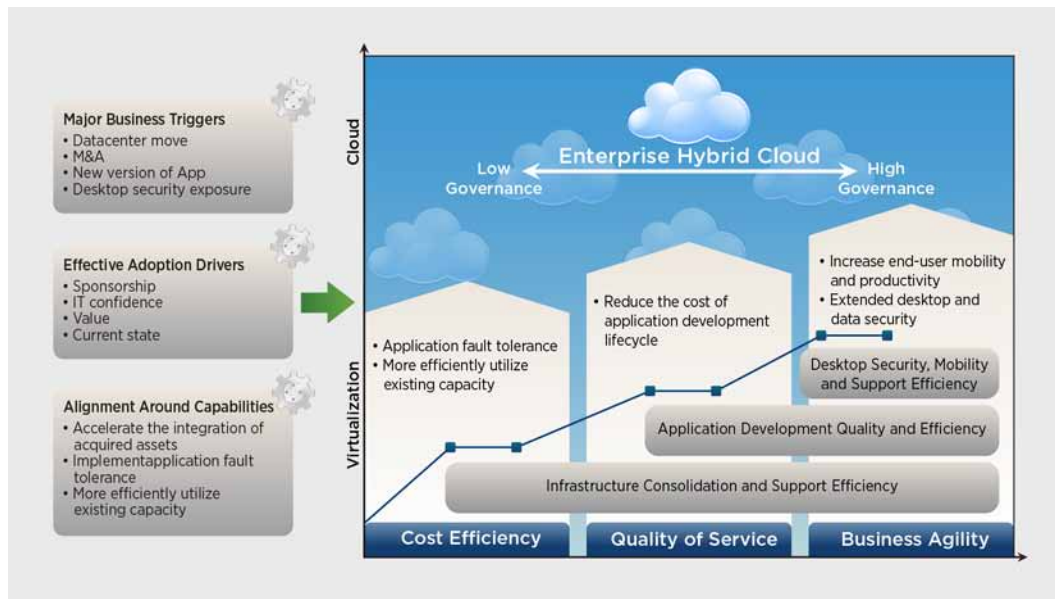 Major Business Triggers
• Datacenter move
• M&A
• New version of App
• Desktop security exposure
Effective Adoption Drivers
• Sponsorship
• IT confidence
• Value
• Current state
Alignment Around Capabilities
• Accelerate the integration of
acquired assets
• Implementapplication fault
tolerance
• More efficiently utilize
existing capacity
Cloud
Virtualization
Enterprise Hybrid Cloud
Low
Governance
High
Governance
• Application fault tolerance
• More efficiently utilize
existing capacity
• Reduce the cost of
application development
lifecycle
• Increase end-user mobility
and productivity
• Extended desktop and
data security
Desktop Security, Mobility
and Support Efficiency
Application Development Quality and Efficiency
Infrastructure Consolidation and Support Efficiency
Cost Efficiency
Quality of Service
Business Agility